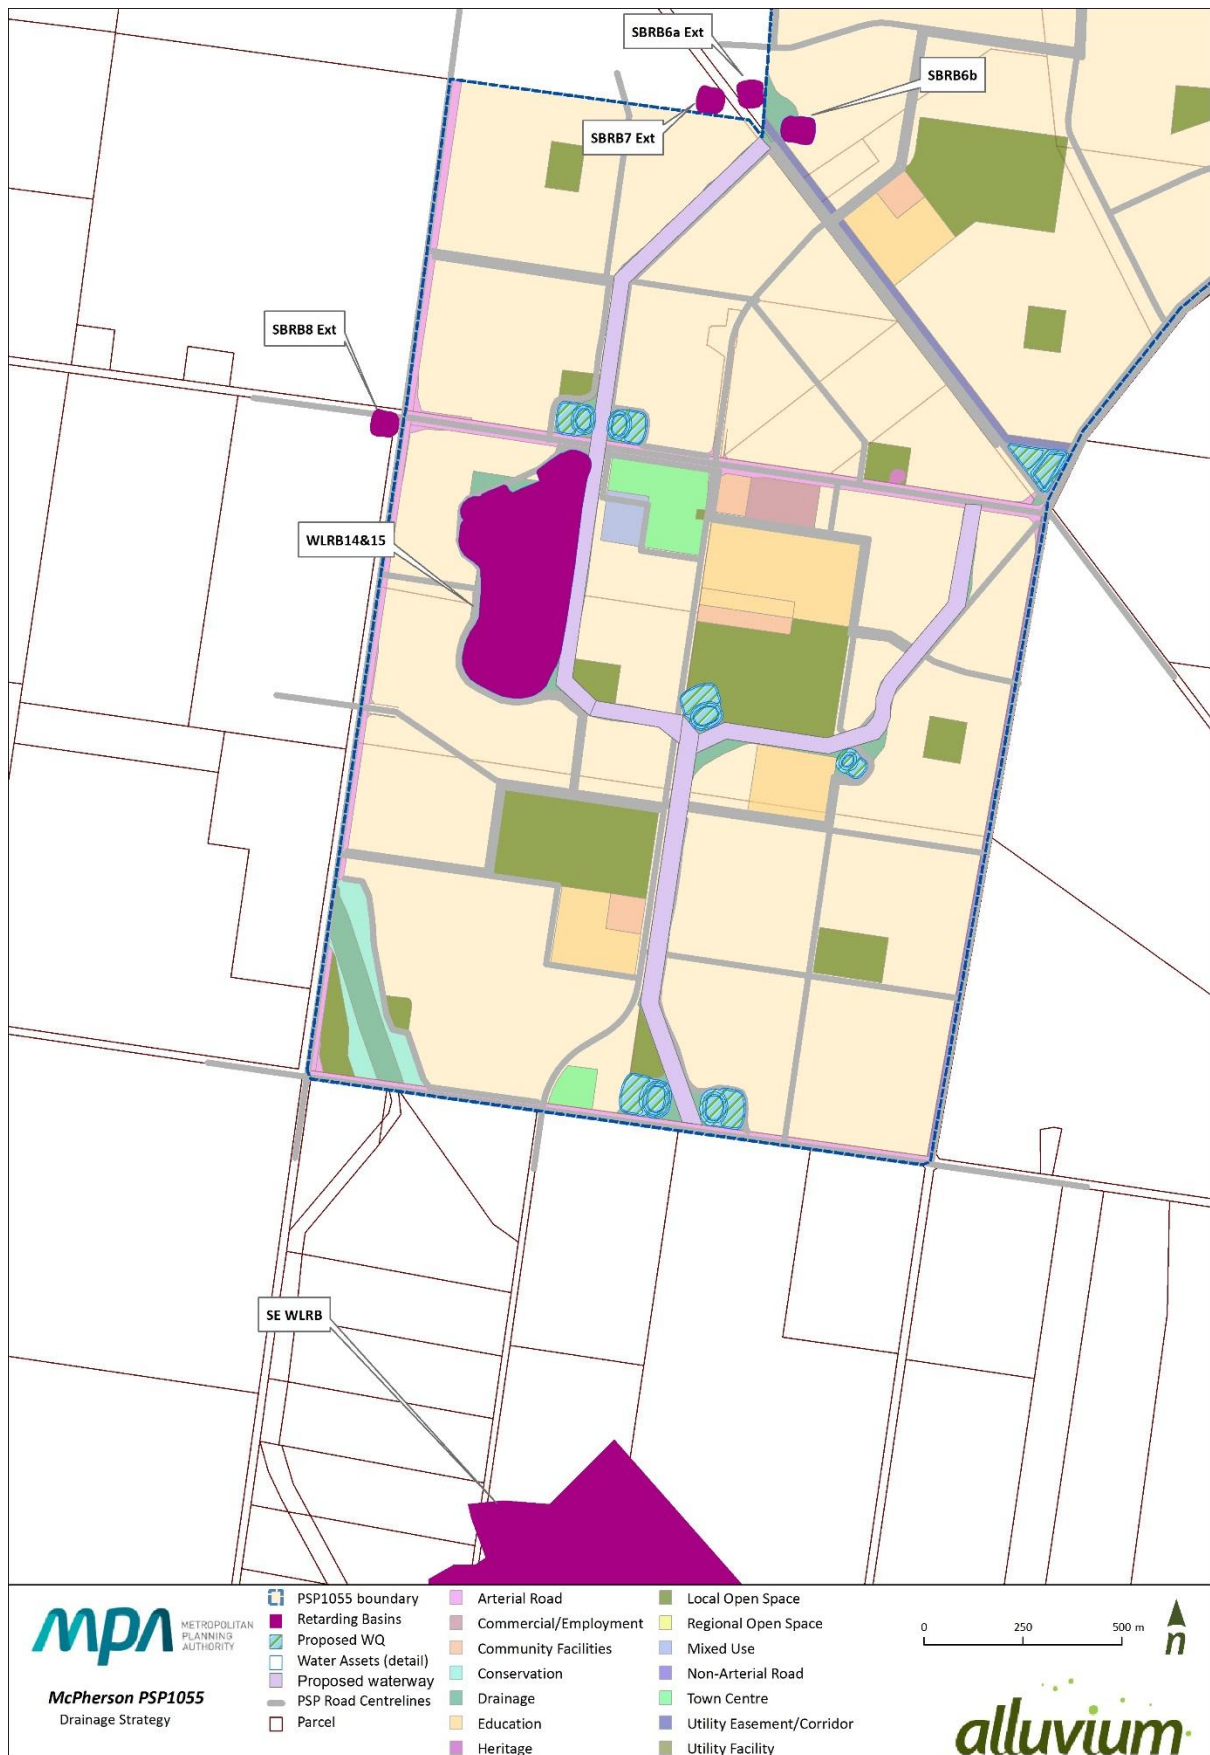 SBRB6a Ext
SBRB6b
SBRB7 Ext
SBRB8 Ext
WLRB14&15
SE WLRB
mpa METROPOLITAN
PLANNING
AUTHORITY
McPherson PSP1055
Drainage Strategy
PSP1055 boundary
Retarding Basins
Proposed WQ
Water Assets (detail)
Proposed waterway
PSP Road Centrelines
Parcel
Arterial Road
Commercial/Employment
Community Facilities
Conservation
Drainage
Education
Heritage
Local Open Space
Regional Open Space
Mixed Use
Non-Arterial Road
Town Centre
Utility Easement/Corridor
Utility Facility
0 250 500 m
n
alluvium